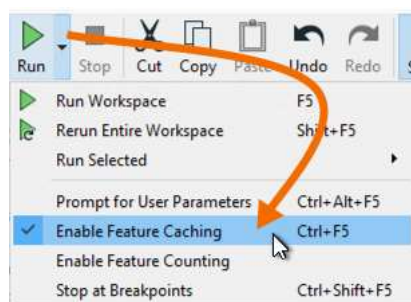 Run Stop Cut Copy Paste Undo Redo
Run Workspace F5
Rerun Entire Workspace Shift+F5
Run Selected
Prompt for User Parameters Ctrl+Alt+F5
Enable Feature Caching Ctrl+F5
Enable Feature Counting
Stop at Breakpoints Ctrl+Shift+F5